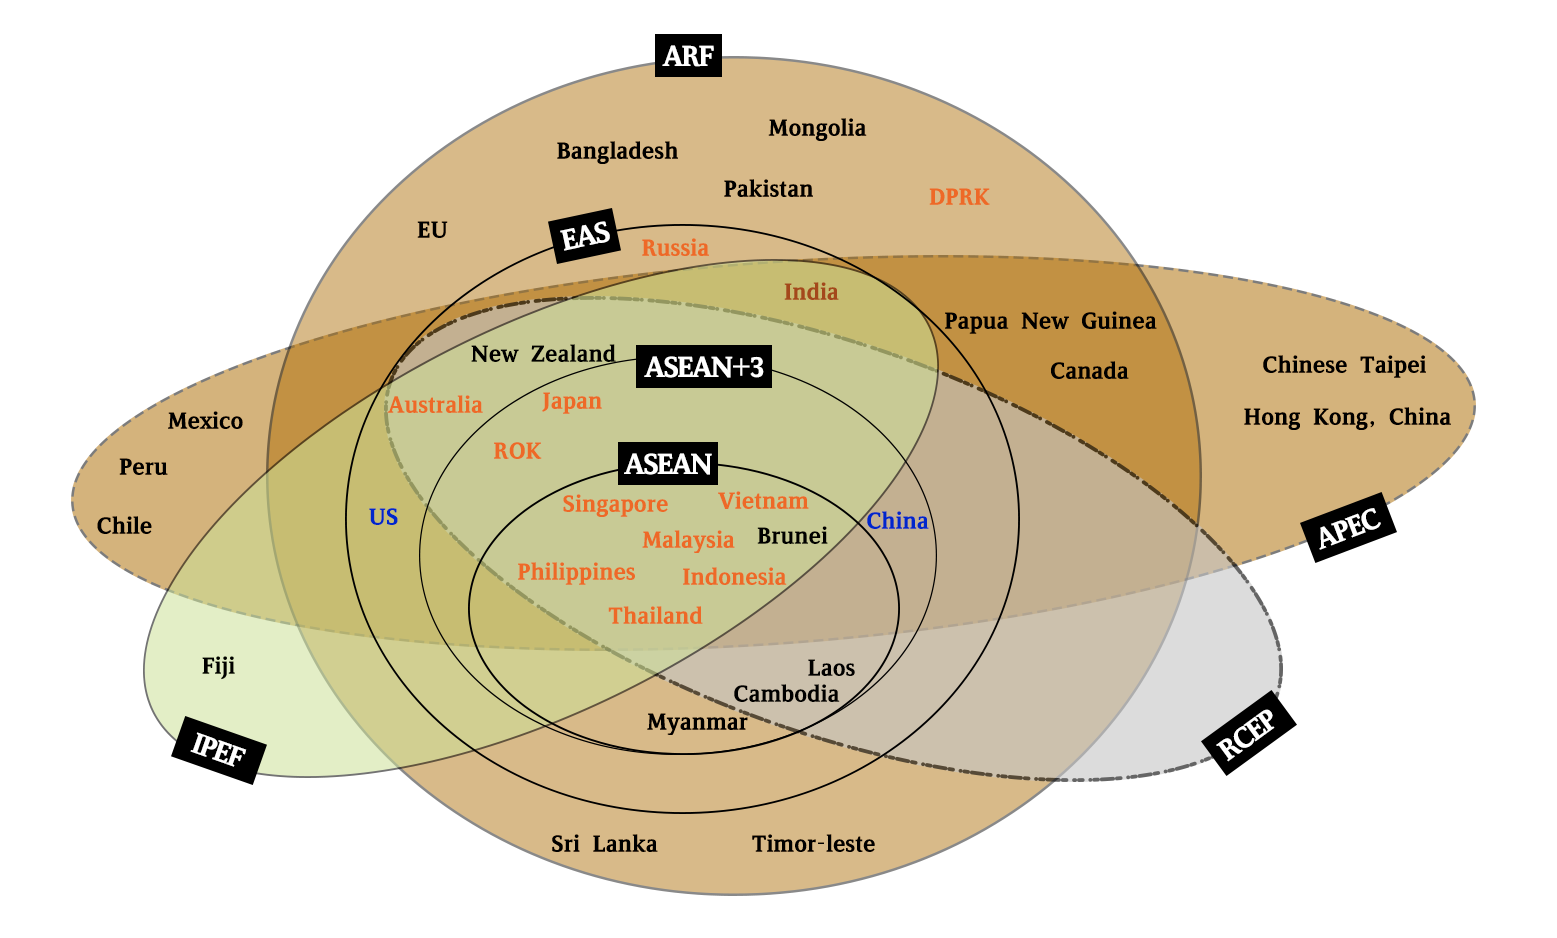 ARF
Mongolia
Bangladesh
Pakistan
DPRK
EU
EAS
Russia
India
Papua New Guinea
New Zealand
ASEAN+3
Canada
Chinese Taipei
Australia
Japan
Hong Kong, China
Mexico
ROK
Peru
ASEAN
Singapore
Vietnam
US
China
Chile
Malaysia
Brunei
APEC
Philippines
Indonesia
Thailand
Fiji
Laos
Cambodia
Myanmar
RCEP
IPEF
Sri Lanka
Timor-leste